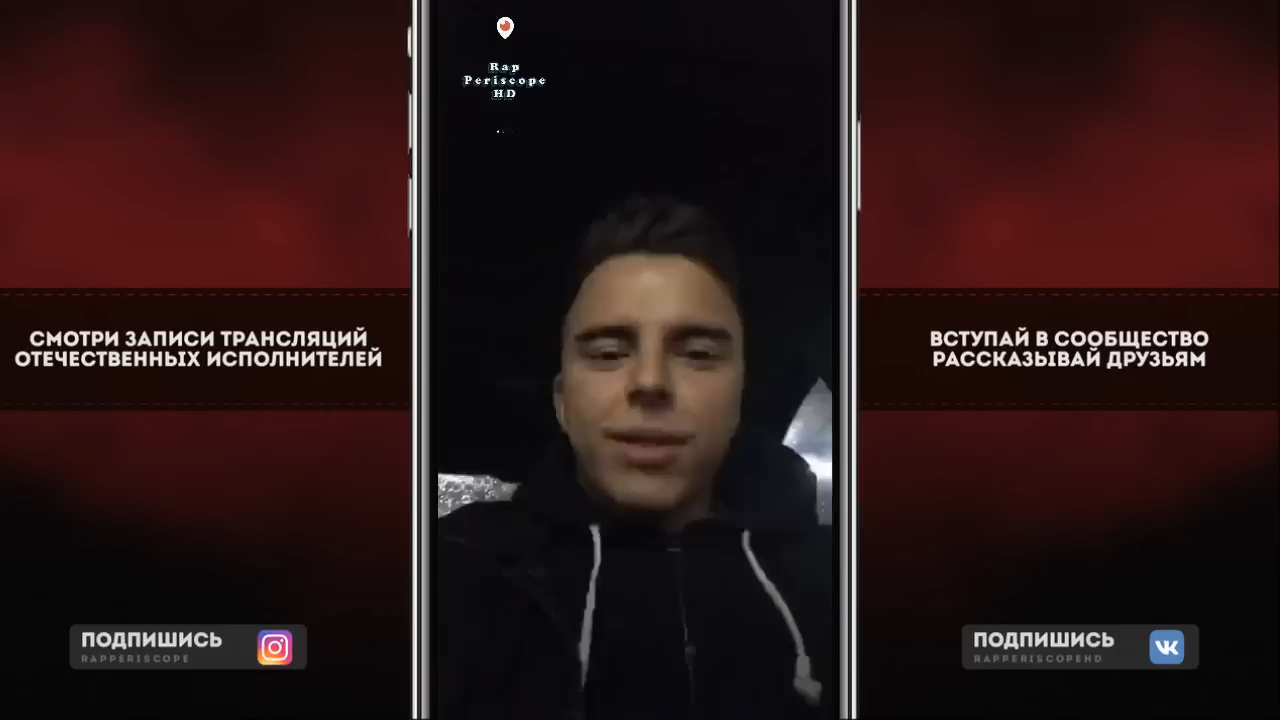 Rap
Periscope
HD
СМОТРИ ЗАПИСИ ТРАНСЛЯЦИЙ
ОТЕЧЕСТВЕННЫХ ИСПОЛНИТЕЛЕЙ
ВСТУПАЙ В СООБЩЕСТВО
РАССКАЗЫВАЙ ДРУЗЬЯМ
ПОДПИШИСЬ
RAPPERISCOPE
ПОДПИШИСЬ
RAPPERISCOPEHD